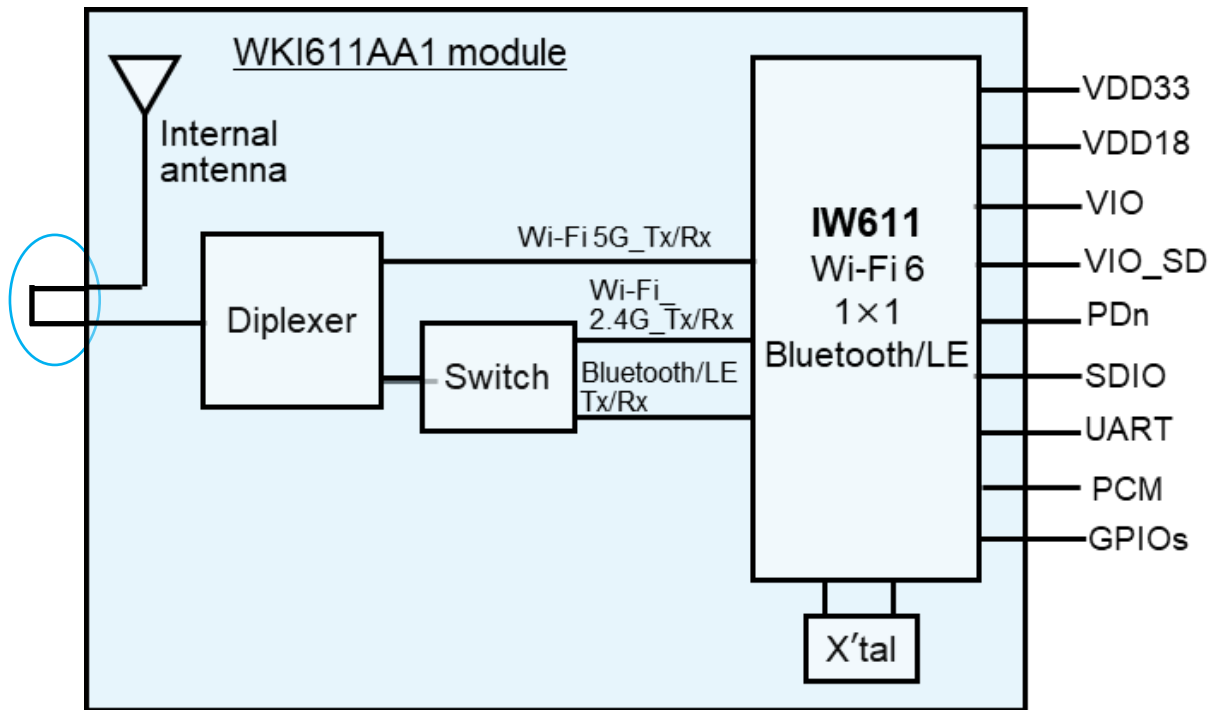 WKI611AA1 module
Internal
antenna
Diplexer
Wi-Fi 5G_Tx/Rx
Wi-Fi_
2.4G_Tx/Rx
Switch
Bluetooth/LE
Tx/Rx
IW611
Wi-Fi 6
1×1
Bluetooth/LE
X′tal
VDD33
VDD18
VIO
VIO_SD
PDn
SDIO
UART
PCM
GPIOs